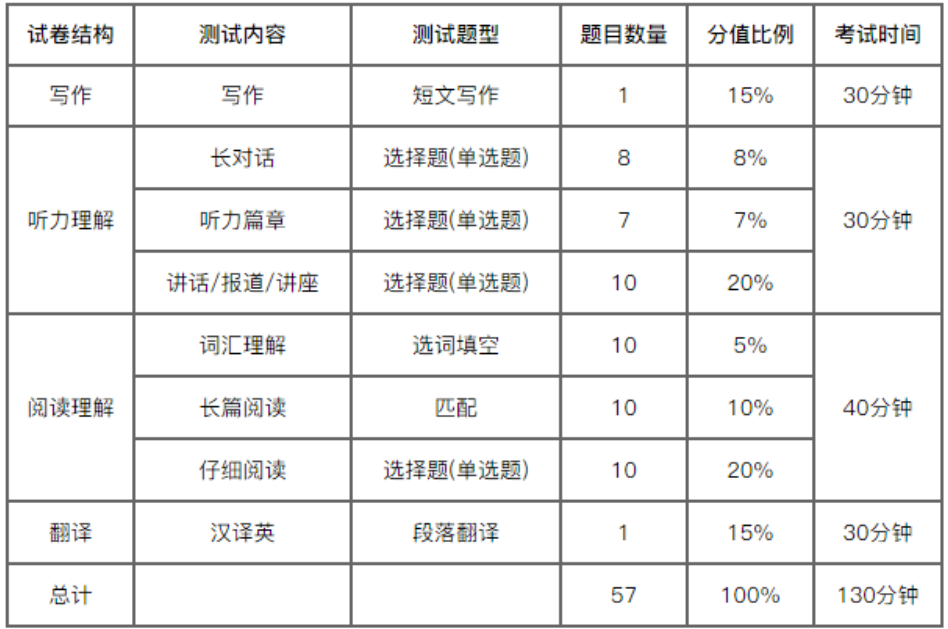 试卷结构 测试内容 测试题型 题目数量 分值比例 考试时间
写作 写作 短文写作 1 15% 30分钟
长对话 选择题(单选题) 8 8%
听力理解 听力篇章 选择题(单选题) 7 7% 30分钟
讲话/报道/讲座 选择题(单选题) 10 20%
词汇理解 选词填空 10 5%
阅读理解 长篇阅读 匹配 10 10% 40分钟
仔细阅读 选择题(单选题) 10 20%
翻译 汉译英 段落翻译 1 15% 30分钟
总计 57 100% 130分钟